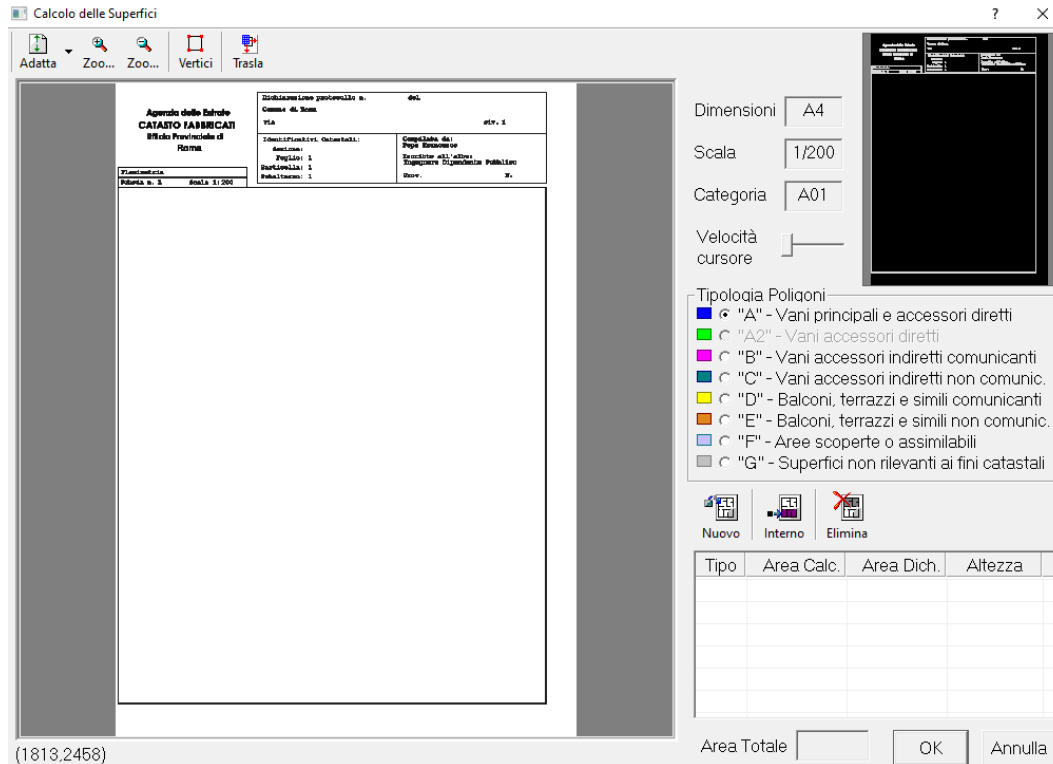 Calcolo delle Superfici
?
Adatta
Zoo...
Zoo...
Vertici
Trasla
Agenzia delle Entrate
CATASTO FABBRICATI
Ufficio Provinciale di
Roma
Planimetria
Scheda n. 1 Scala 1:200
Dichiarazione protocollo n. del
Comune di Roma
Via civ. 1
Identificativi Catastali:
Sezione:
Foglio: 1
Particella: 1
Subalterno: 1
Compilata da:
Pepe Francesco
Iscritto all'albo:
Ingegnere Dipendente Pubblico
Prov. N.
Dimensioni A4
Scala 1/200
Categoria A01
Velocità
cursore
Tipologia Poligoni
"A" - Vani principali e accessori diretti
"A2" - Vani accessori diretti
"B" - Vani accessori indiretti comunicanti
"C" - Vani accessori indiretti non comunic.
"D" - Balconi, terrazzi e simili comunicanti
"E" - Balconi, terrazzi e simili non comunic.
"F" - Aree scoperte o assimilabili
"G" - Superfici non rilevanti ai fini catastali
Nuovo
Interno
Elimina
Tipo Area Calc. Area Dich. Altezza
Area Totale
OK
Annulla
(1813,2458)